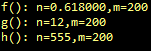 f(): n=0.618000,m=200
g(): n=12,m=200
h(): n=555,m=200